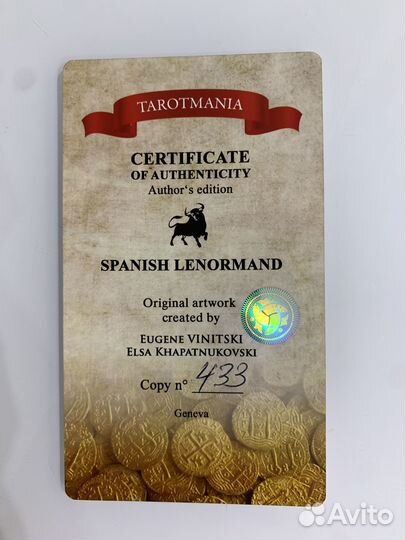 TAROTMANIA
CERTIFICATE
OF AUTHENTICITY
Author's edition
SPANISH LENORMAND
Original artwork
created by
EUGENE VINITSKI
ELSA KHAPATNUKOVSKI
Copy n° 433
Geneva
Avito